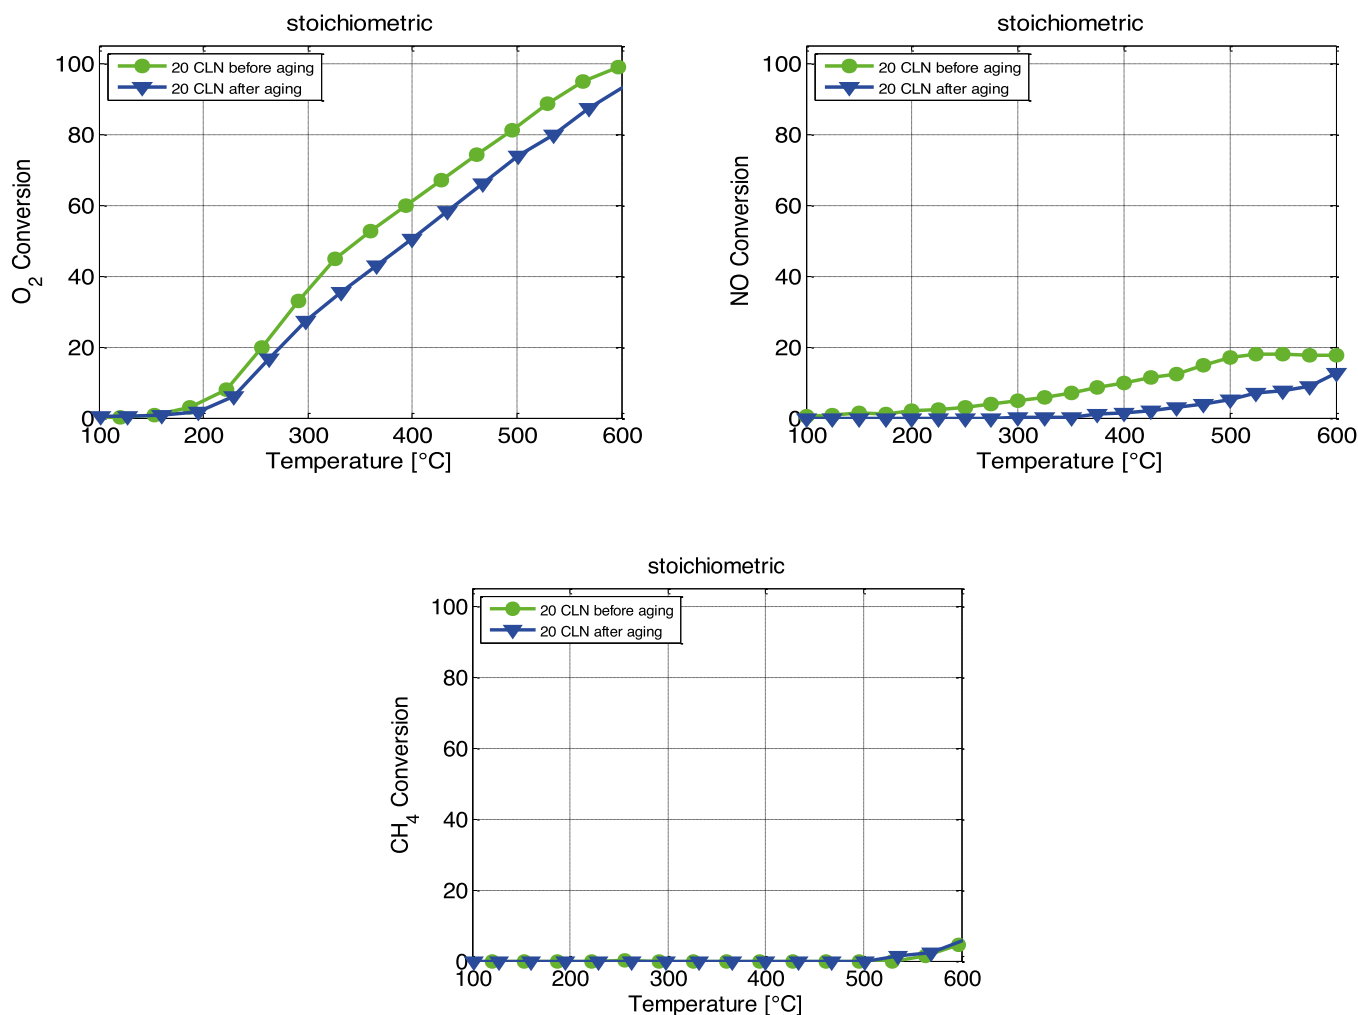 stoichiometric
20 CLN before aging
20 CLN after aging
100
80
60
40
20
0
O2 Conversion
100 200 300 400 500 600
Temperature [°C]
stoichiometric
20 CLN before aging
20 CLN after aging
100
80
60
40
20
0
NO Conversion
100 200 300 400 500 600
Temperature [°C]
stoichiometric
20 CLN before aging
20 CLN after aging
100
80
60
40
20
0
CH4 Conversion
100 200 300 400 500 600
Temperature [°C]